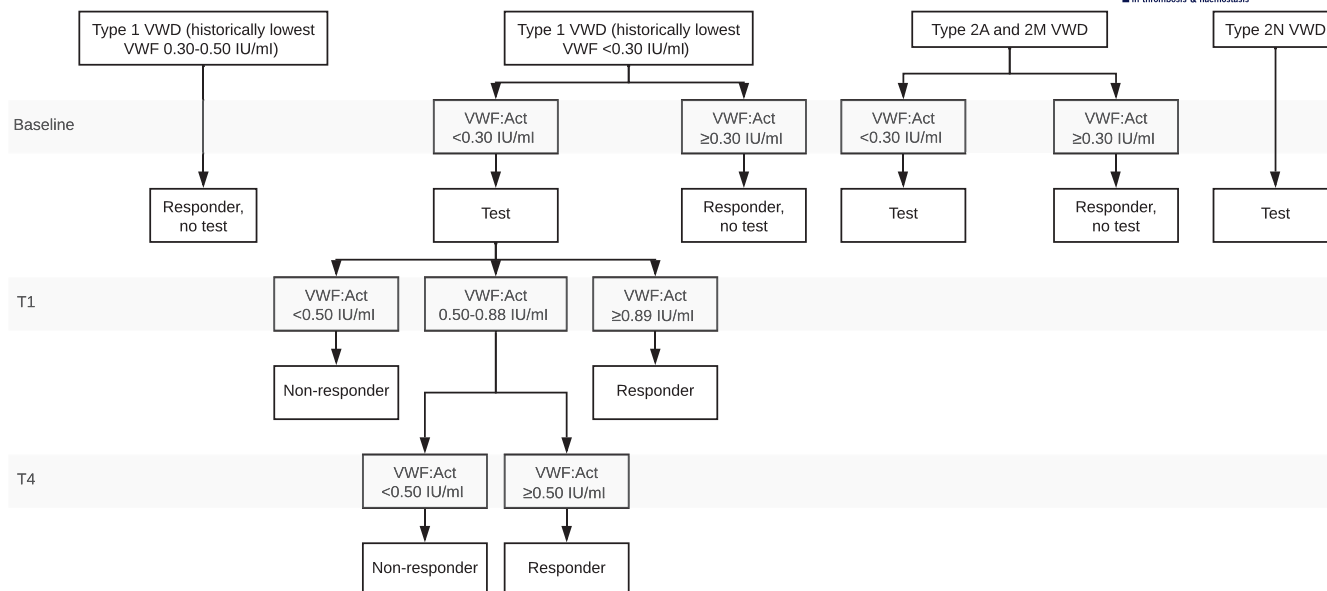 in thrombosis & haemostasis
Type 1 VWD (historically lowest
VWF 0.30-0.50 IU/ml)
Type 1 VWD (historically lowest
VWF <0.30 IU/ml)
Type 2A and 2M VWD
Type 2N VWD
Baseline
VWF:Act
<0.30 IU/ml
VWF:Act
≥0.30 IU/ml
VWF:Act
<0.30 IU/ml
VWF:Act
≥0.30 IU/ml
Responder,
no test
Test
Responder,
no test
Test
Responder,
no test
Test
T1
VWF:Act
<0.50 IU/ml
VWF:Act
0.50-0.88 IU/ml
VWF:Act
≥0.89 IU/ml
Non-responder
Responder
T4
VWF:Act
<0.50 IU/ml
VWF:Act
≥0.50 IU/ml
Non-responder
Responder